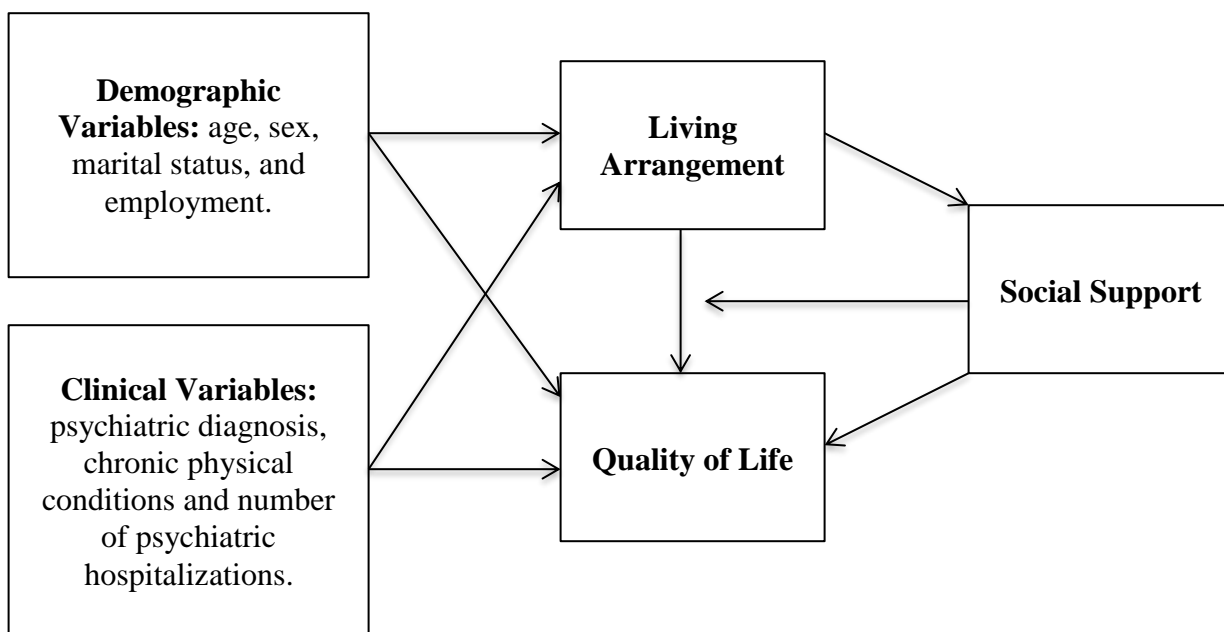 Demographic
Variables: age, sex,
marital status, and
employment.
Living
Arrangement
Social Support
Clinical Variables:
psychiatric diagnosis,
chronic physical
conditions and number
of psychiatric
hospitalizations.
Quality of Life